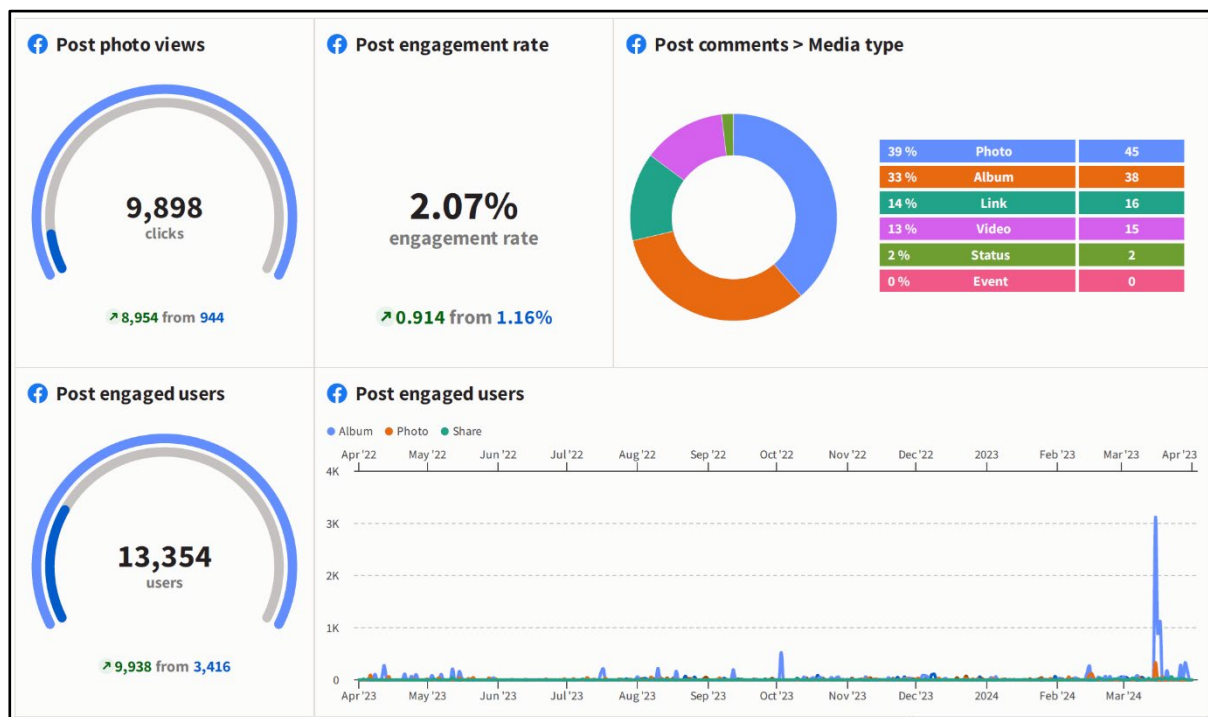 Post photo views
9,898
clicks
8,954 from 944
Post engagement rate
2.07%
engagement rate
0.914 from 1.16%
Post comments > Media type
39 % Photo 45
33 % Album 38
14 % Link 16
13 % Video 15
2 % Status 2
0 % Event 0
Post engaged users
13,354
users
9,938 from 3,416
Post engaged users
Album Photo Share
Apr '22 May '22 Jun '22 Jul '22 Aug '22 Sep '22 Oct '22 Nov '22 Dec '22 2023 Feb '23 Mar '23 Apr '23
4K
3K
2K
1K
0
Apr '23 May '23 Jun '23 Jul '23 Aug '23 Sep '23 Oct '23 Nov '23 Dec '23 2024 Feb '24 Mar '24